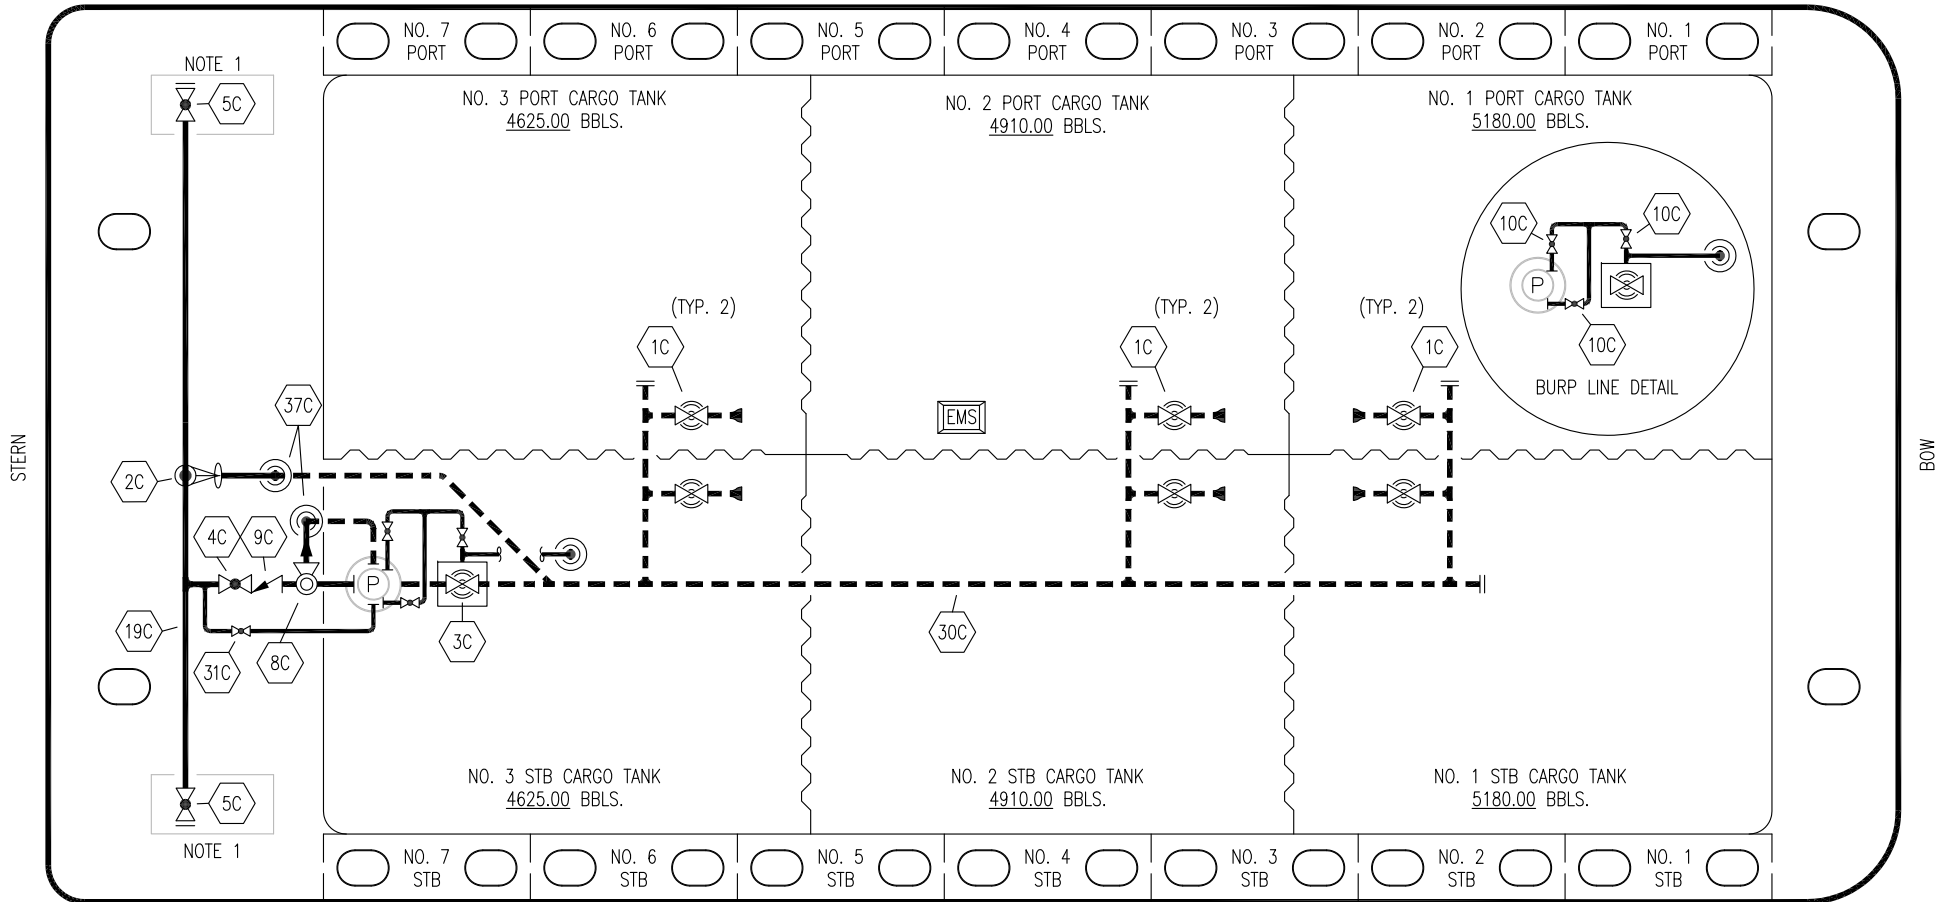 NO. 7
PORT
NO. 6
PORT
NO. 5
PORT
NO. 4
PORT
NO. 3
PORT
NO. 2
PORT
NO. 1
PORT
NOTE 1
5C
NO. 3 PORT CARGO TANK
4625.00 BBLS.
NO. 2 PORT CARGO TANK
4910.00 BBLS.
NO. 1 PORT CARGO TANK
5180.00 BBLS.
10C
10C
P
10C
BURP LINE DETAIL
(TYP. 2)
1C
(TYP. 2)
1C
(TYP. 2)
1C
EMS
37C
STERN
BOW
2C
4C
9C
P
19C
31C
8C
3C
30C
5C
NOTE 1
NO. 3 STB CARGO TANK
4625.00 BBLS.
NO. 2 STB CARGO TANK
4910.00 BBLS.
NO. 1 STB CARGO TANK
5180.00 BBLS.
NO. 7
STB
NO. 6
STB
NO. 5
STB
NO. 4
STB
NO. 3
STB
NO. 2
STB
NO. 1
STB